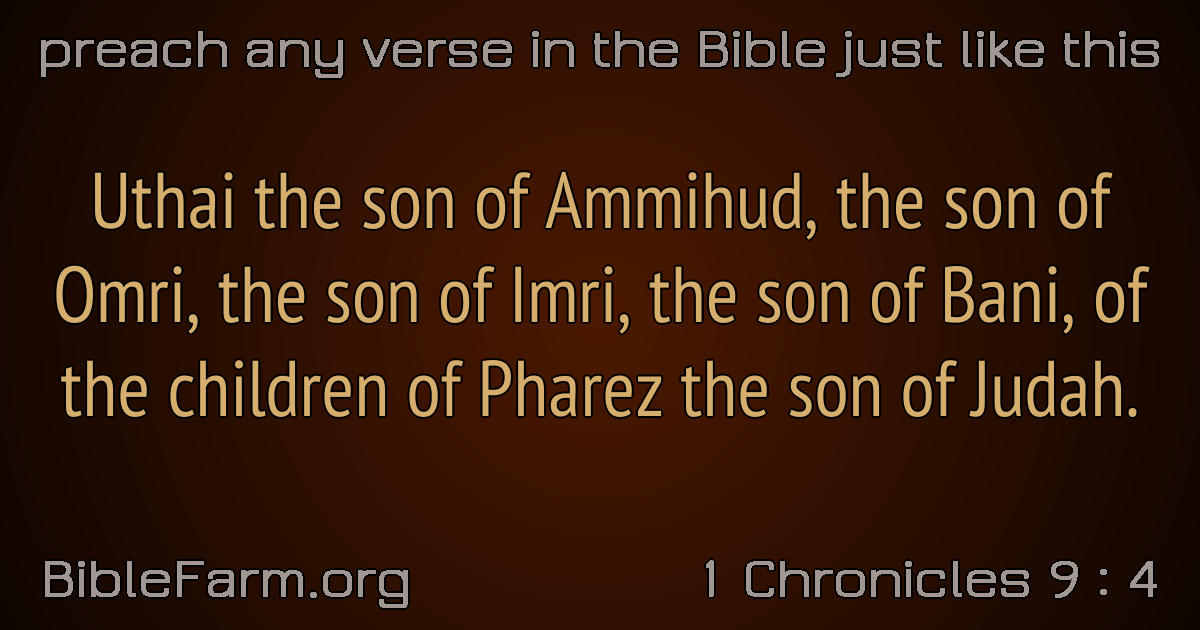 preach any verse in the Bible just like this
Uthai the son of Ammihud, the son of
Omri, the son of Imri, the son of Bani, of
the children of Pharez the son of Judah.
BibleFarm.org
1 Chronicles 9 : 4